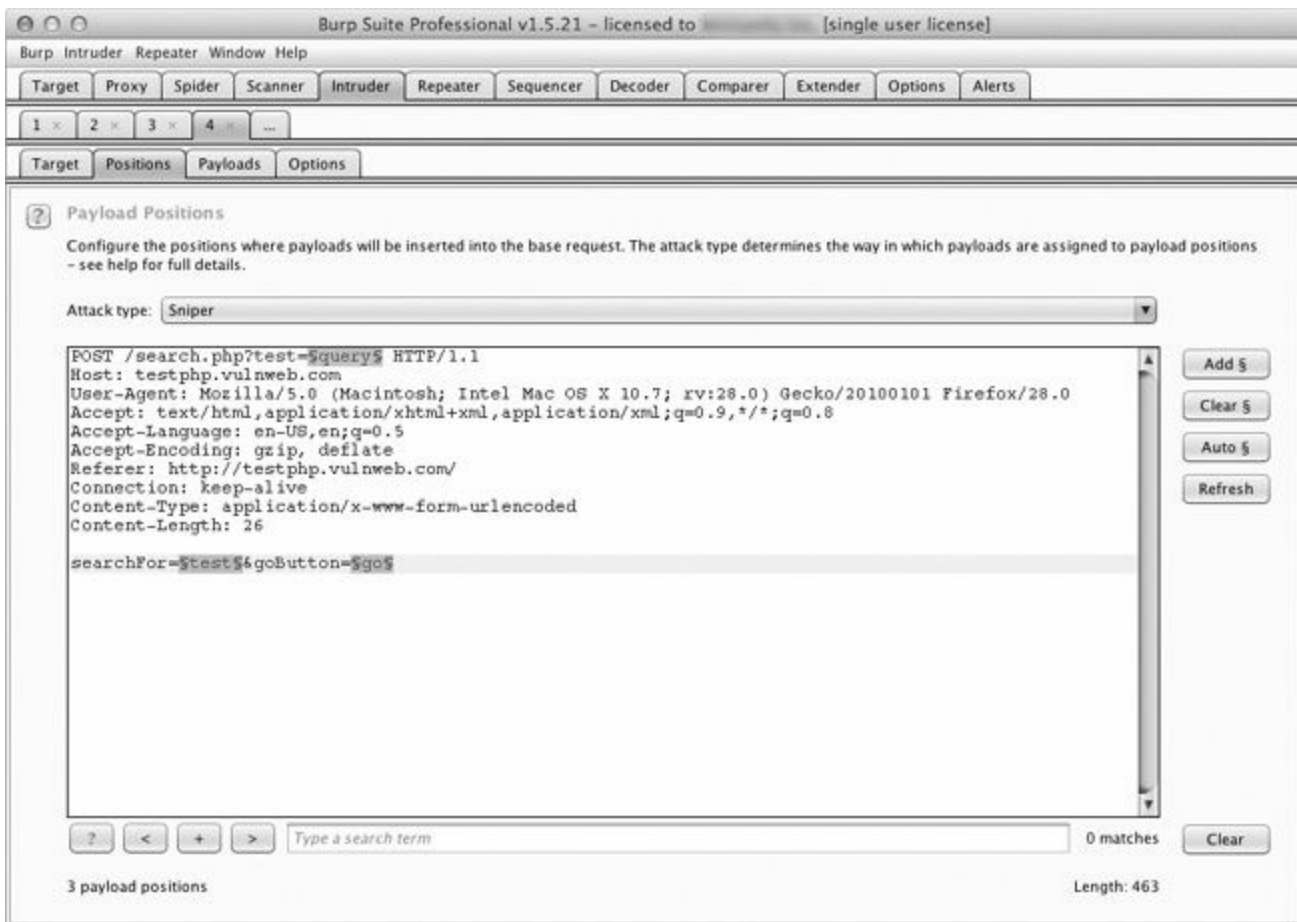 Burp Suite Professional v1.5.21 – licensed to [single user license]
Burp Intruder Repeater Window Help
Target Proxy Spider Scanner Intruder Repeater Sequencer Decoder Comparer Extender Options Alerts
1 × 2 × 3 × 4 × ...
Target Positions Payloads Options
? Payload Positions
Configure the positions where payloads will be inserted into the base request. The attack type determines the way in which payloads are assigned to payload positions
– see help for full details.
Attack type: Sniper
POST /search.php?test=§query§ HTTP/1.1
Host: testphp.vulnweb.com
User-Agent: Mozilla/5.0 (Macintosh; Intel Mac OS X 10.7; rv:28.0) Gecko/20100101 Firefox/28.0
Accept: text/html,application/xhtml+xml,application/xml;q=0.9,*/*;q=0.8
Accept-Language: en-US,en;q=0.5
Accept-Encoding: gzip, deflate
Referer: http://testphp.vulnweb.com/
Connection: keep-alive
Content-Type: application/x-www-form-urlencoded
Content-Length: 26
searchFor=§test§&goButton=§go§
Add §
Clear §
Auto §
Refresh
? < + > Type a search term 0 matches Clear
3 payload positions Length: 463